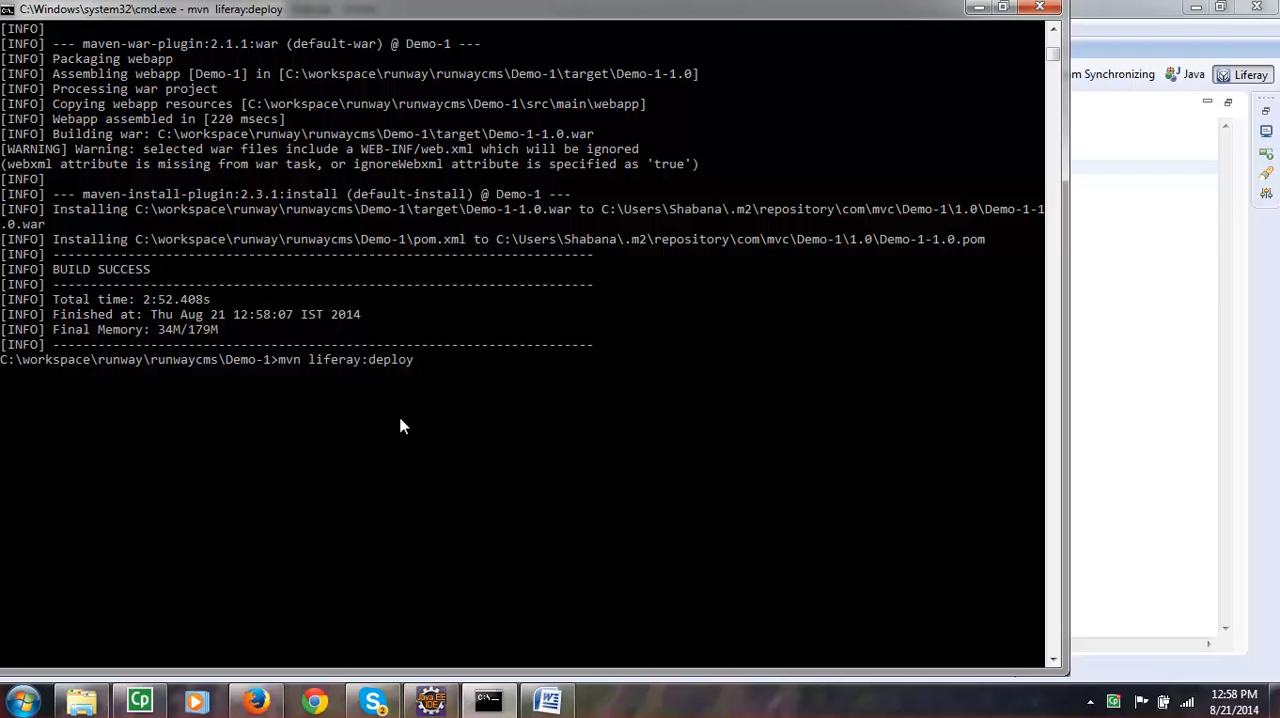 C:\Windows\system32\cmd.exe - mvn  liferay:deploy
[INFO]
[INFO] --- maven-war-plugin:2.1.1:war (default-war) @ Demo-1 ---
[INFO] Packaging webapp
[INFO] Assembling webapp [Demo-1] in [C:\workspace\runway\runwaycms\Demo-1\target\Demo-1-1.0]
[INFO] Processing war project
[INFO] Copying webapp resources [C:\workspace\runway\runwaycms\Demo-1\src\main\webapp]
[INFO] Webapp assembled in [220 msecs]
[INFO] Building war: C:\workspace\runway\runwaycms\Demo-1\target\Demo-1-1.0.war
[WARNING] Warning: selected war files include a WEB-INF/web.xml which will be ignored
(webxml attribute is missing from war task, or ignoreWebxml attribute is specified as 'true')
[INFO]
[INFO] --- maven-install-plugin:2.3.1:install (default-install) @ Demo-1 ---
[INFO] Installing C:\workspace\runway\runwaycms\Demo-1\target\Demo-1-1.0.war to C:\Users\Shabana\.m2\repository\com\mvc\Demo-1\1.0\Demo-1-1
.0.war
[INFO] Installing C:\workspace\runway\runwaycms\Demo-1\pom.xml to C:\Users\Shabana\.m2\repository\com\mvc\Demo-1\1.0\Demo-1-1.0.pom
[INFO] ------------------------------------------------------------------------
[INFO] BUILD SUCCESS
[INFO] ------------------------------------------------------------------------
[INFO] Total time: 2:52.408s
[INFO] Finished at: Thu Aug 21 12:58:07 IST 2014
[INFO] Final Memory: 34M/179M
[INFO] ------------------------------------------------------------------------
C:\workspace\runway\runwaycms\Demo-1>mvn liferay:deploy
m Synchronizing Java Liferay
Cp
Java EE
IDE
C:\
2
12:58 PM
8/21/2014